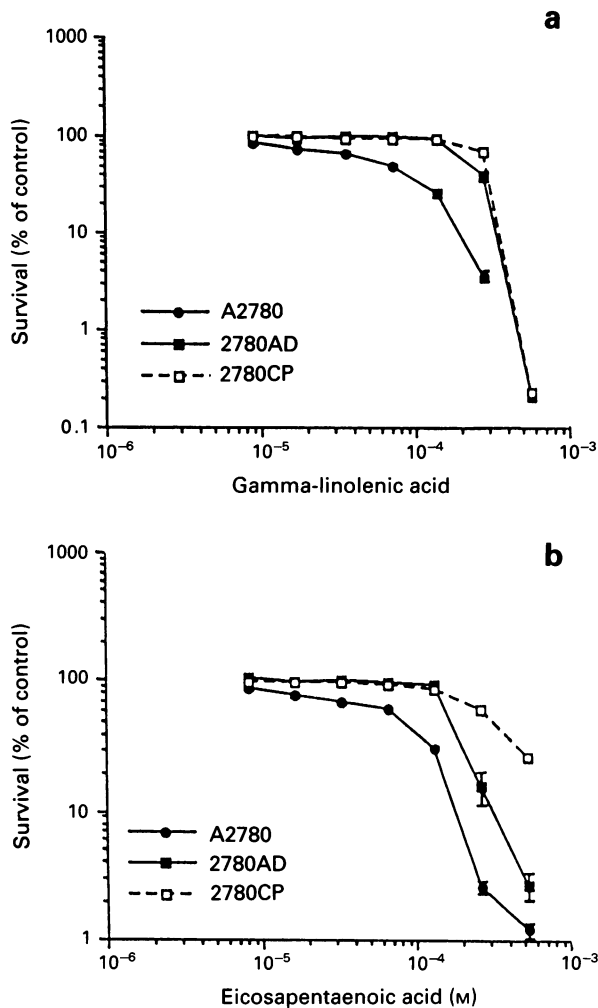 a
1000
100
10
1
0.1
Survival (% of control)
A2780
2780AD
2780CP
10⁻⁶ 10⁻⁵ 10⁻⁴ 10⁻³
Gamma-linolenic acid
b
1000
100
10
1
Survival (% of control)
A2780
2780AD
2780CP
10⁻⁶ 10⁻⁵ 10⁻⁴ 10⁻³
Eicosapentaenoic acid (M)